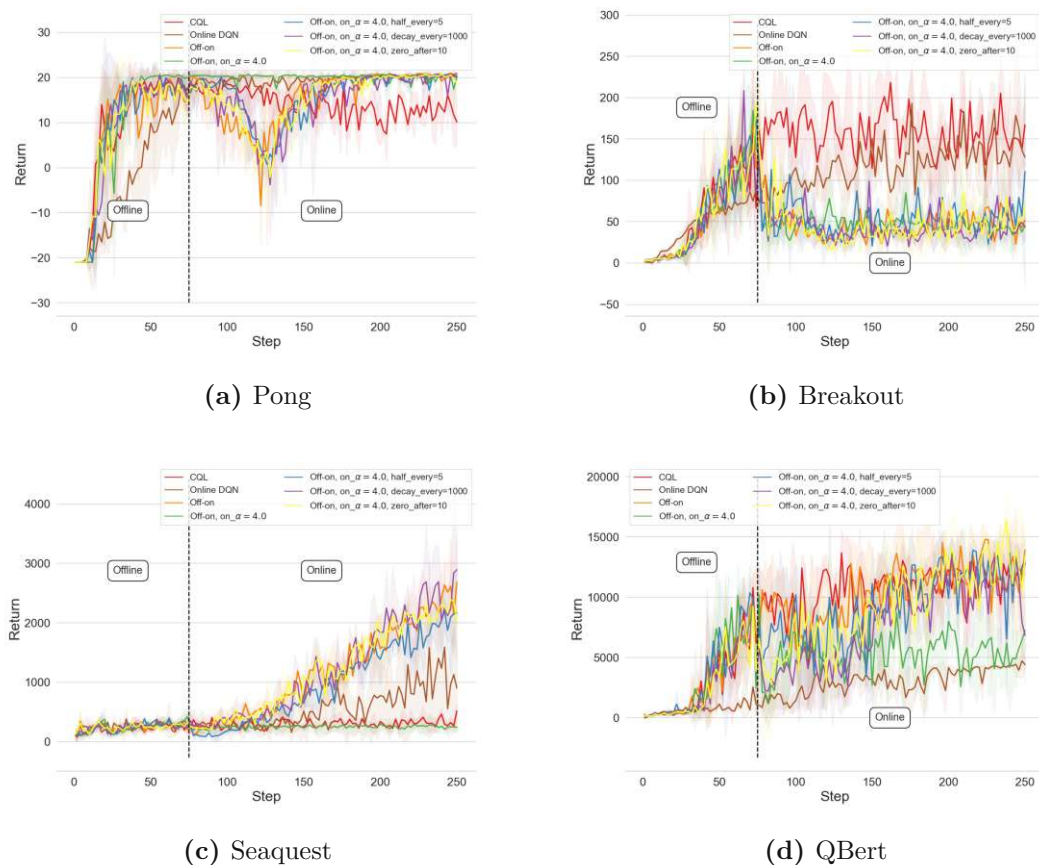 CQL
Online DQN
Off-on
Off-on, on_α = 4.0
Off-on, on_α = 4.0, half_every=5
Off-on, on_α = 4.0, decay_every=1000
Off-on, on_α = 4.0, zero_after=10
30
20
10
0
−10
−20
−30
Return
Offline
Online
0 50 100 150 200 250
Step
(a) Pong
CQL
Online DQN
Off-on
Off-on, on_α = 4.0
Off-on, on_α = 4.0, half_every=5
Off-on, on_α = 4.0, decay_every=1000
Off-on, on_α = 4.0, zero_after=10
300
250
200
150
100
50
0
−50
Return
Offline
Online
0 50 100 150 200 250
Step
(b) Breakout
CQL
Online DQN
Off-on
Off-on, on_α = 4.0
Off-on, on_α = 4.0, half_every=5
Off-on, on_α = 4.0, decay_every=1000
Off-on, on_α = 4.0, zero_after=10
4000
3000
2000
1000
0
Return
Offline
Online
0 50 100 150 200 250
Step
(c) Seaquest
CQL
Online DQN
Off-on
Off-on, on_α = 4.0
Off-on, on_α = 4.0, half_every=5
Off-on, on_α = 4.0, decay_every=1000
Off-on, on_α = 4.0, zero_after=10
20000
15000
10000
5000
0
Return
Offline
Online
0 50 100 150 200 250
Step
(d) QBert